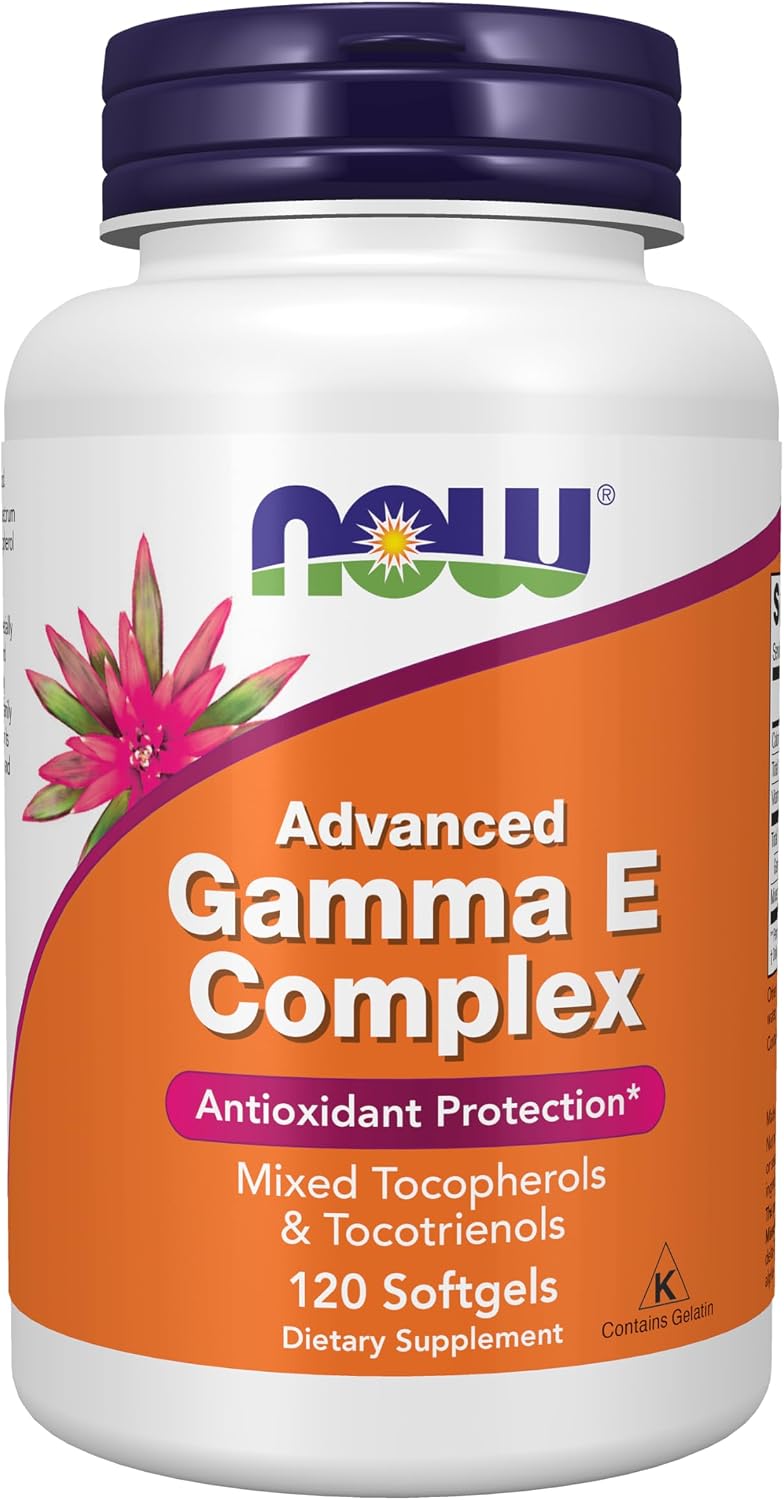 now®
Advanced
Gamma E
Complex
Antioxidant Protection*
Mixed Tocopherols
& Tocotrienols
120 Softgels
Dietary Supplement
K
Contains Gelatin